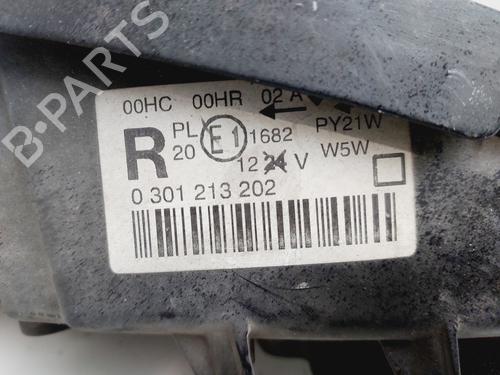 B-PARTS
00HC 00HR 02 A
R PL 20 E1 1682 PY21W
12 24 V W5W
0 301 213 202